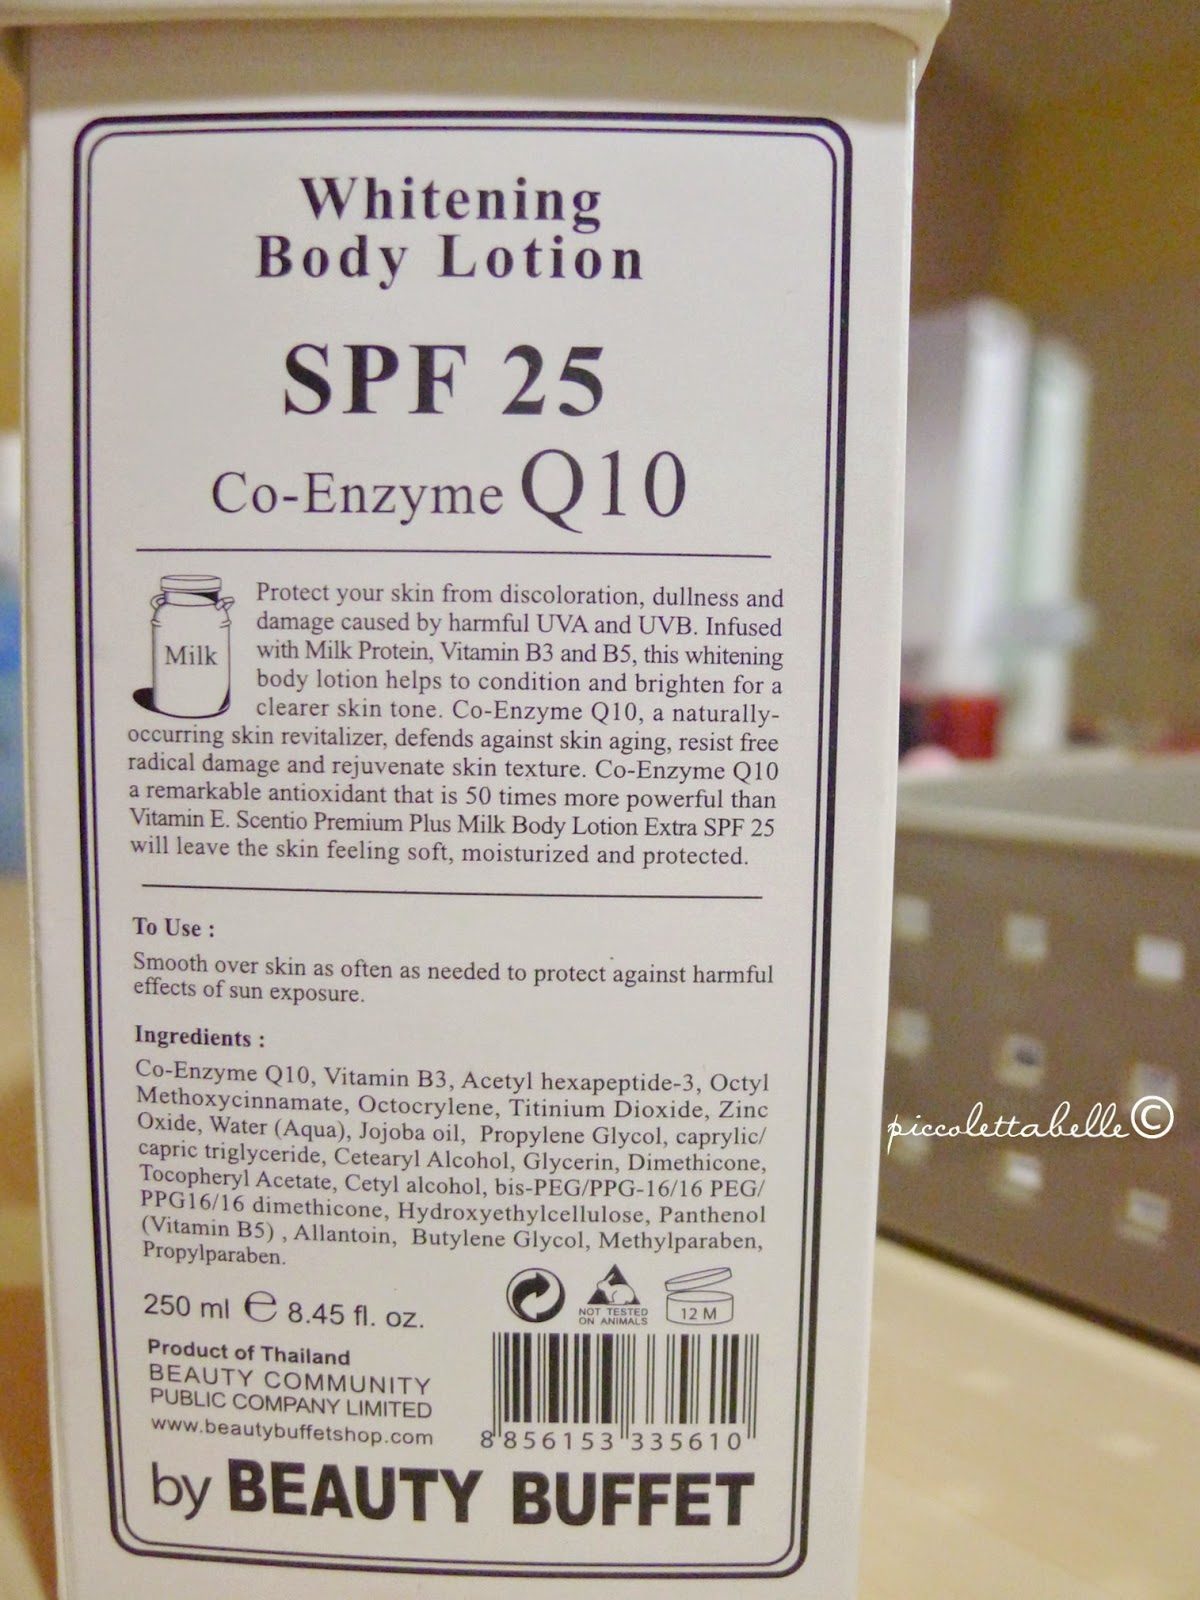 Whitening
Body Lotion
SPF 25
Co-Enzyme Q10
Milk
Protect your skin from discoloration, dullness and
damage caused by harmful UVA and UVB. Infused
with Milk Protein, Vitamin B3 and B5, this whitening
body lotion helps to condition and brighten for a
clearer skin tone. Co-Enzyme Q10, a naturally-
occurring skin revitalizer, defends against skin aging, resist free
radical damage and rejuvenate skin texture. Co-Enzyme Q10
a remarkable antioxidant that is 50 times more powerful than
Vitamin E. Scentio Premium Plus Milk Body Lotion Extra SPF 25
will leave the skin feeling soft, moisturized and protected.
To Use :
Smooth over skin as often as needed to protect against harmful
effects of sun exposure.
Ingredients :
Co-Enzyme Q10, Vitamin B3, Acetyl hexapeptide-3, Octyl
Methoxycinnamate, Octocrylene, Titinium Dioxide, Zinc
Oxide, Water (Aqua), Jojoba oil, Propylene Glycol, caprylic/
capric triglyceride, Cetearyl Alcohol, Glycerin, Dimethicone,
Tocopheryl Acetate, Cetyl alcohol, bis-PEG/PPG-16/16 PEG/
PPG16/16 dimethicone, Hydroxyethylcellulose, Panthenol
(Vitamin B5) , Allantoin, Butylene Glycol, Methylparaben,
Propylparaben.
250 ml ℮ 8.45 fl. oz.
NOT TESTED
ON ANIMALS
12 M
Product of Thailand
BEAUTY COMMUNITY
PUBLIC COMPANY LIMITED
www.beautybuffetshop.com
8 856153 335610
by BEAUTY BUFFET
piccolettabelle©